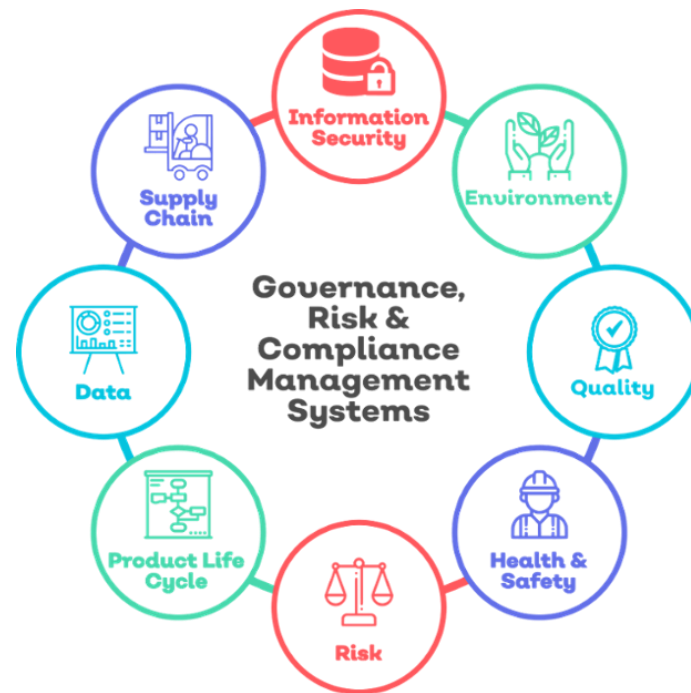 Information
Security
Environment
Quality
Health &
Safety
Risk
Product Life
Cycle
Data
Supply
Chain
Governance,
Risk &
Compliance
Management
Systems